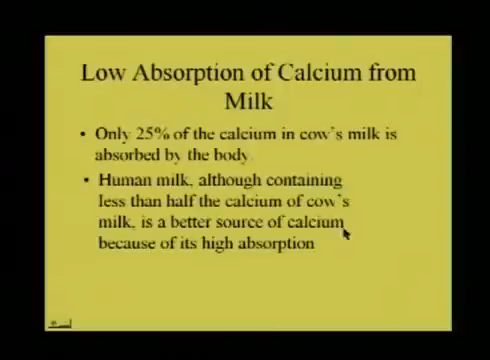 Low Absorption of Calcium from
Milk
• Only 25% of the calcium in cow's milk is
absorbed by the body.
• Human milk, although containing
less than half the calcium of cow's
milk, is a better source of calcium
because of its high absorption